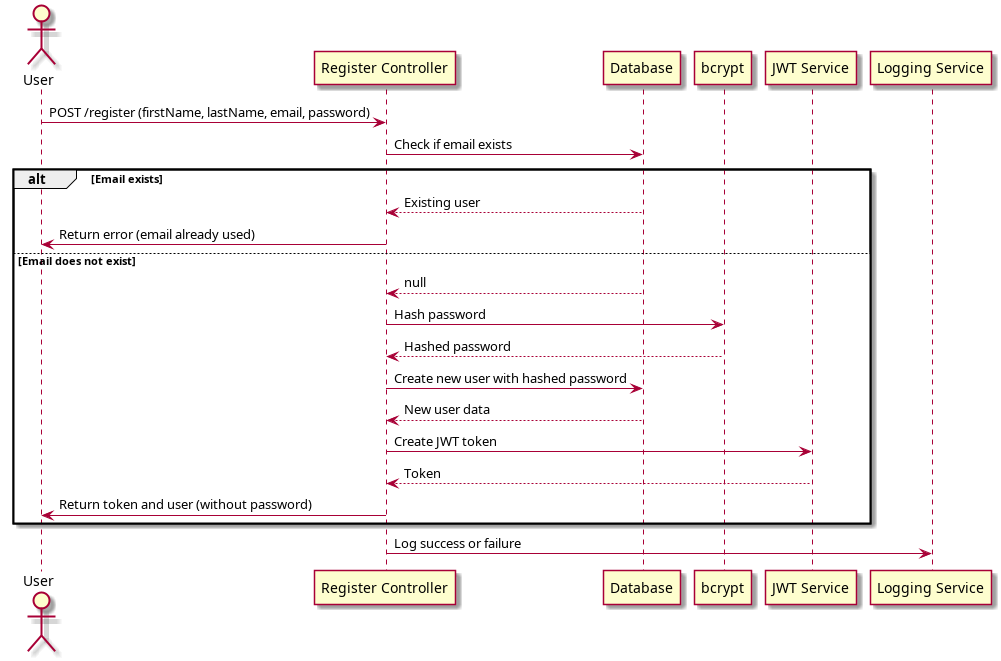 User
Register Controller
Database
bcrypt
JWT Service
Logging Service
POST /register (firstName, lastName, email, password)
Check if email exists
alt
[Email exists]
Existing user
Return error (email already used)
[Email does not exist]
null
Hash password
Hashed password
Create new user with hashed password
New user data
Create JWT token
Token
Return token and user (without password)
Log success or failure
User
Register Controller
Database
bcrypt
JWT Service
Logging Service